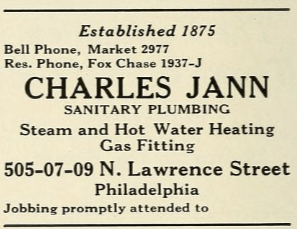 Established 1875
Bell Phone, Market 2977
Res. Phone, Fox Chase 1937-J
CHARLES JANN
SANITARY PLUMBING
Steam and Hot Water Heating
Gas Fitting
505-07-09 N. Lawrence Street
Philadelphia
Jobbing promptly attended to